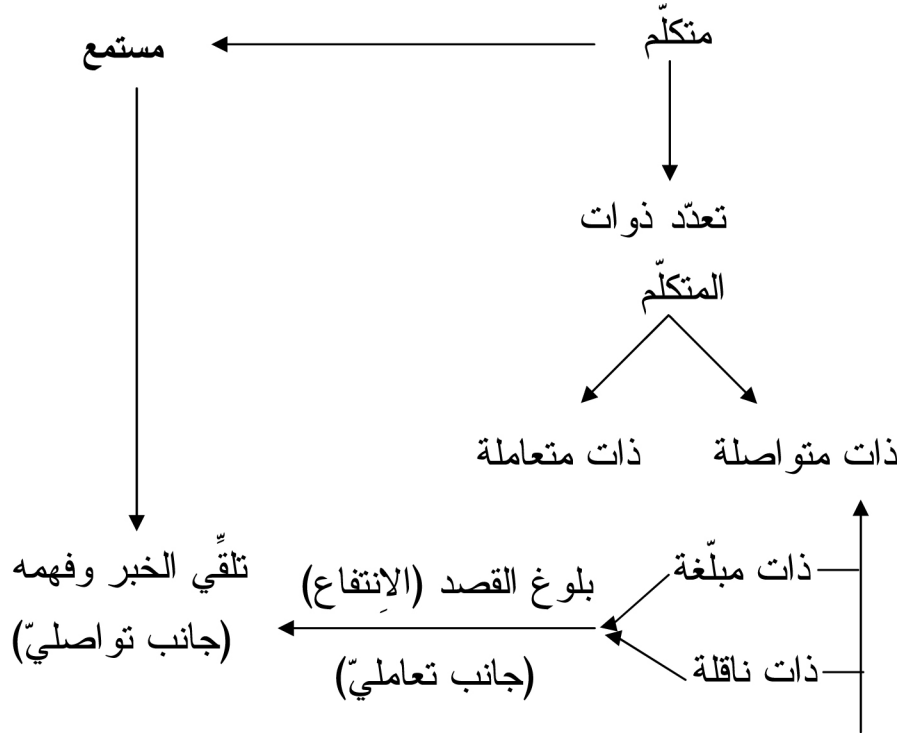 متكلّم
مستمع
تعدّد ذوات
المتكلّم
ذات متواصلة
ذات متعاملة
ذات مبلّغة
ذات ناقلة
بلوغ القصد (الاِنتفاع)
(جانب تعامليّ)
تلقِّي الخبر وفهمه
(جانب تواصليّ)